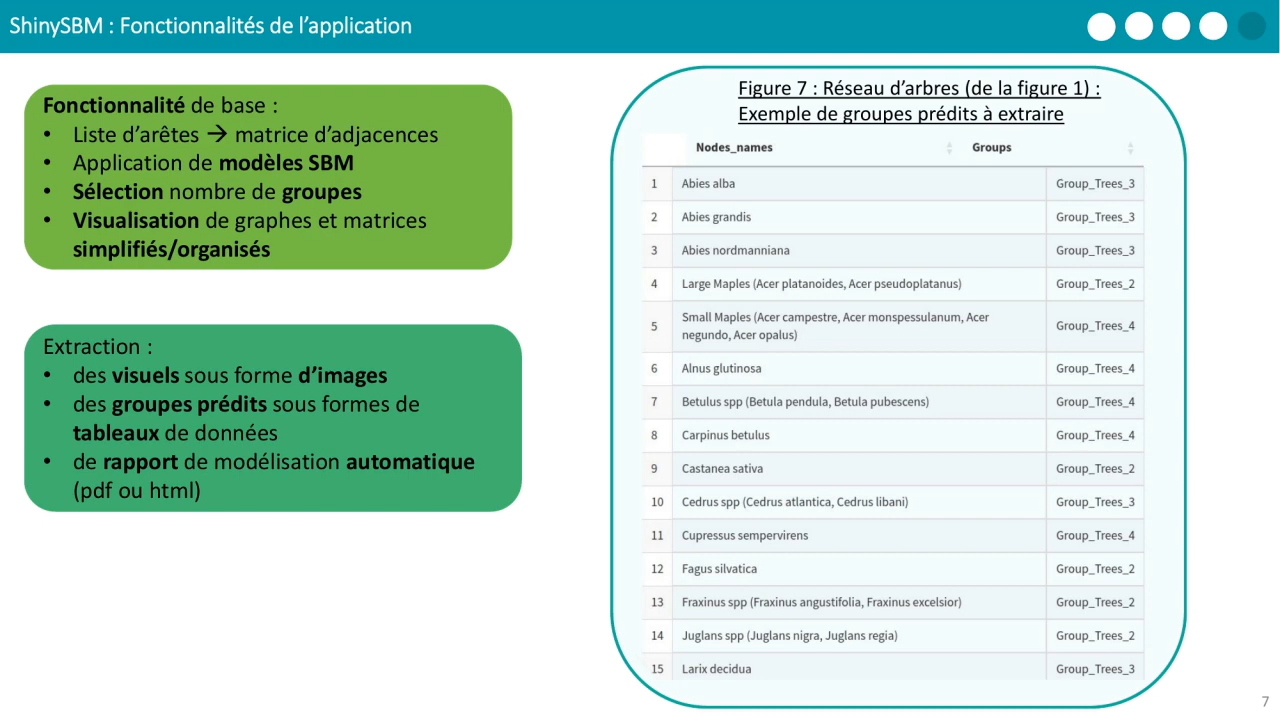 ShinySBM : Fonctionnalités de l'application
Fonctionnalité de base :
• Liste d'arêtes → matrice d'adjacences
• Application de modèles SBM
• Sélection nombre de groupes
• Visualisation de graphes et matrices
simplifiés/organisés
Extraction :
• des visuels sous forme d'images
• des groupes prédits sous formes de
tableaux de données
• de rapport de modélisation automatique
(pdf ou html)
Figure 7 : Réseau d'arbres (de la figure 1) :
Exemple de groupes prédits à extraire
Nodes_names Groups
1 Abies alba Group_Trees_3
2 Abies grandis Group_Trees_3
3 Abies nordmanniana Group_Trees_3
4 Large Maples (Acer platanoides, Acer pseudoplatanus) Group_Trees_2
5 Small Maples (Acer campestre, Acer monspessulanum, Acer
negundo, Acer opalus) Group_Trees_4
6 Alnus glutinosa Group_Trees_4
7 Betulus spp (Betula pendula, Betula pubescens) Group_Trees_4
8 Carpinus betulus Group_Trees_4
9 Castanea sativa Group_Trees_2
10 Cedrus spp (Cedrus atlantica, Cedrus libani) Group_Trees_3
11 Cupressus sempervirens Group_Trees_4
12 Fagus silvatica Group_Trees_2
13 Fraxinus spp (Fraxinus angustifolia, Fraxinus excelsior) Group_Trees_2
14 Juglans spp (Juglans nigra, Juglans regia) Group_Trees_2
15 Larix decidua Group_Trees_3
7